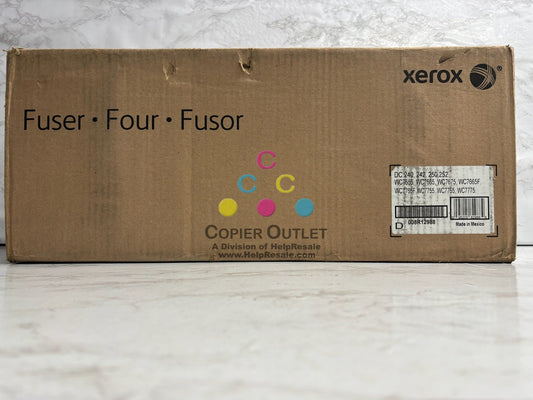 xerox ®
Fuser • Four • Fusor
DC 240, 242, 250, 252,
WC7655, WC7665, WC7675, WC7665F
WC7755, WC7765, WC7775
D
008R12988
Made in Mexico
C
C C
COPIER OUTLET
A Division of HelpResale
www.HelpResale.com